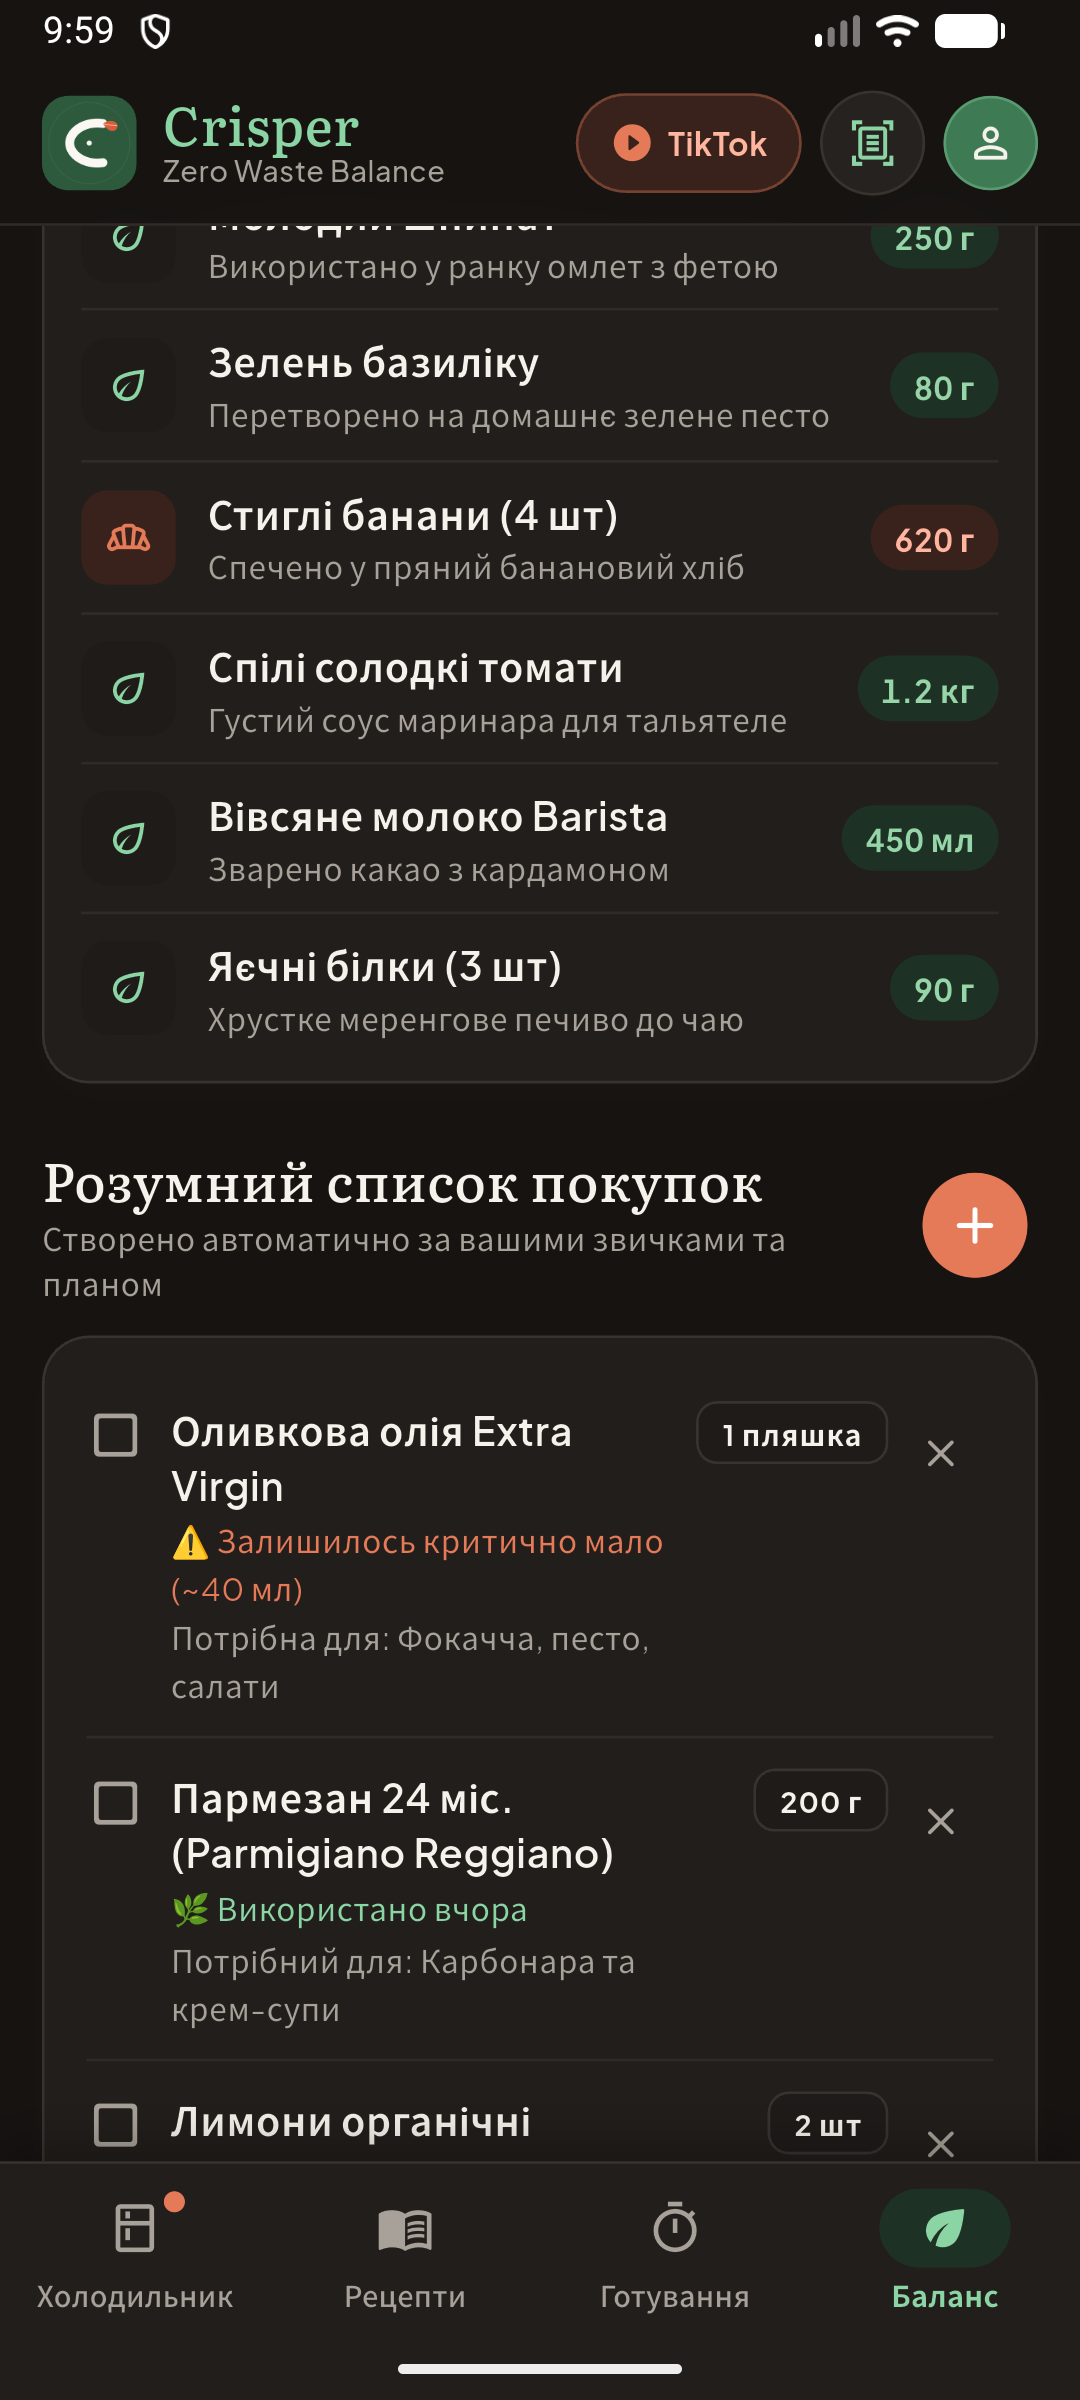 9:59
Crisper
Zero Waste Balance
TikTok
Молодий шпинат
250 г
Використано у ранку омлет з фетою
Зелень базиліку
80 г
Перетворено на домашнє зелене песто
Стиглі банани (4 шт)
620 г
Спечено у пряний банановий хліб
Спілі солодкі томати
1.2 кг
Густий соус маринара для тальятеле
Вівсяне молоко Barista
450 мл
Зварено какао з кардамоном
Яєчні білки (3 шт)
90 г
Хрустке меренгове печиво до чаю
Розумний список покупок
Створено автоматично за вашими звичками та
планом
Оливкова олія Extra
Virgin
1 пляшка
⚠️ Залишилось критично мало
(~40 мл)
Потрібна для: Фокачча, песто,
салати
Пармезан 24 міс.
(Parmigiano Reggiano)
200 г
🌿 Використано вчора
Потрібний для: Карбонара та
крем-супи
Лимони органічні
2 шт
Холодильник
Рецепти
Готування
Баланс